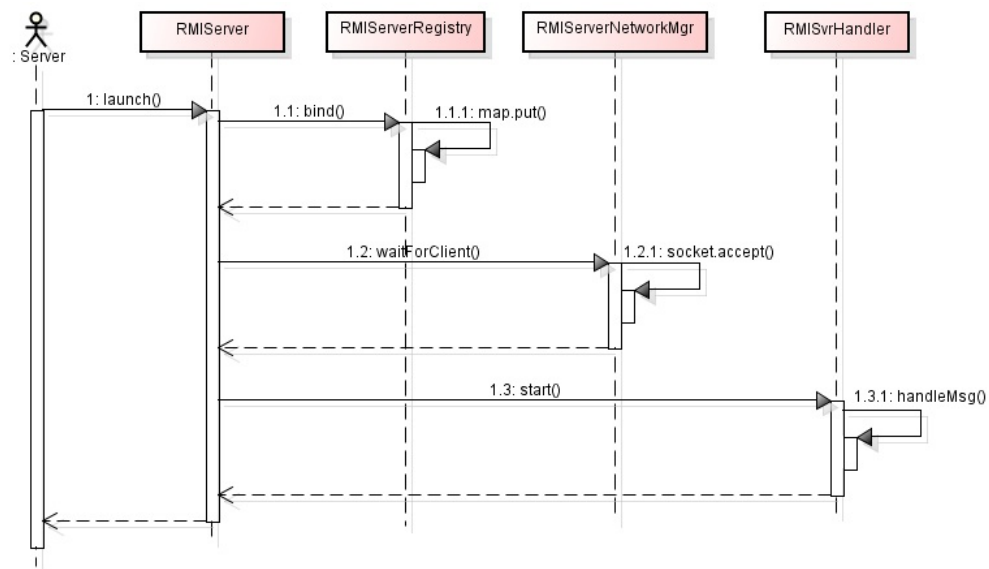 : Server
RMIServer
RMIServerRegistry
RMIServerNetworkMgr
RMISvrHandler
1: launch()
1.1: bind()
1.1.1: map.put()
1.2: waitForClient()
1.2.1: socket.accept()
1.3: start()
1.3.1: handleMsg()